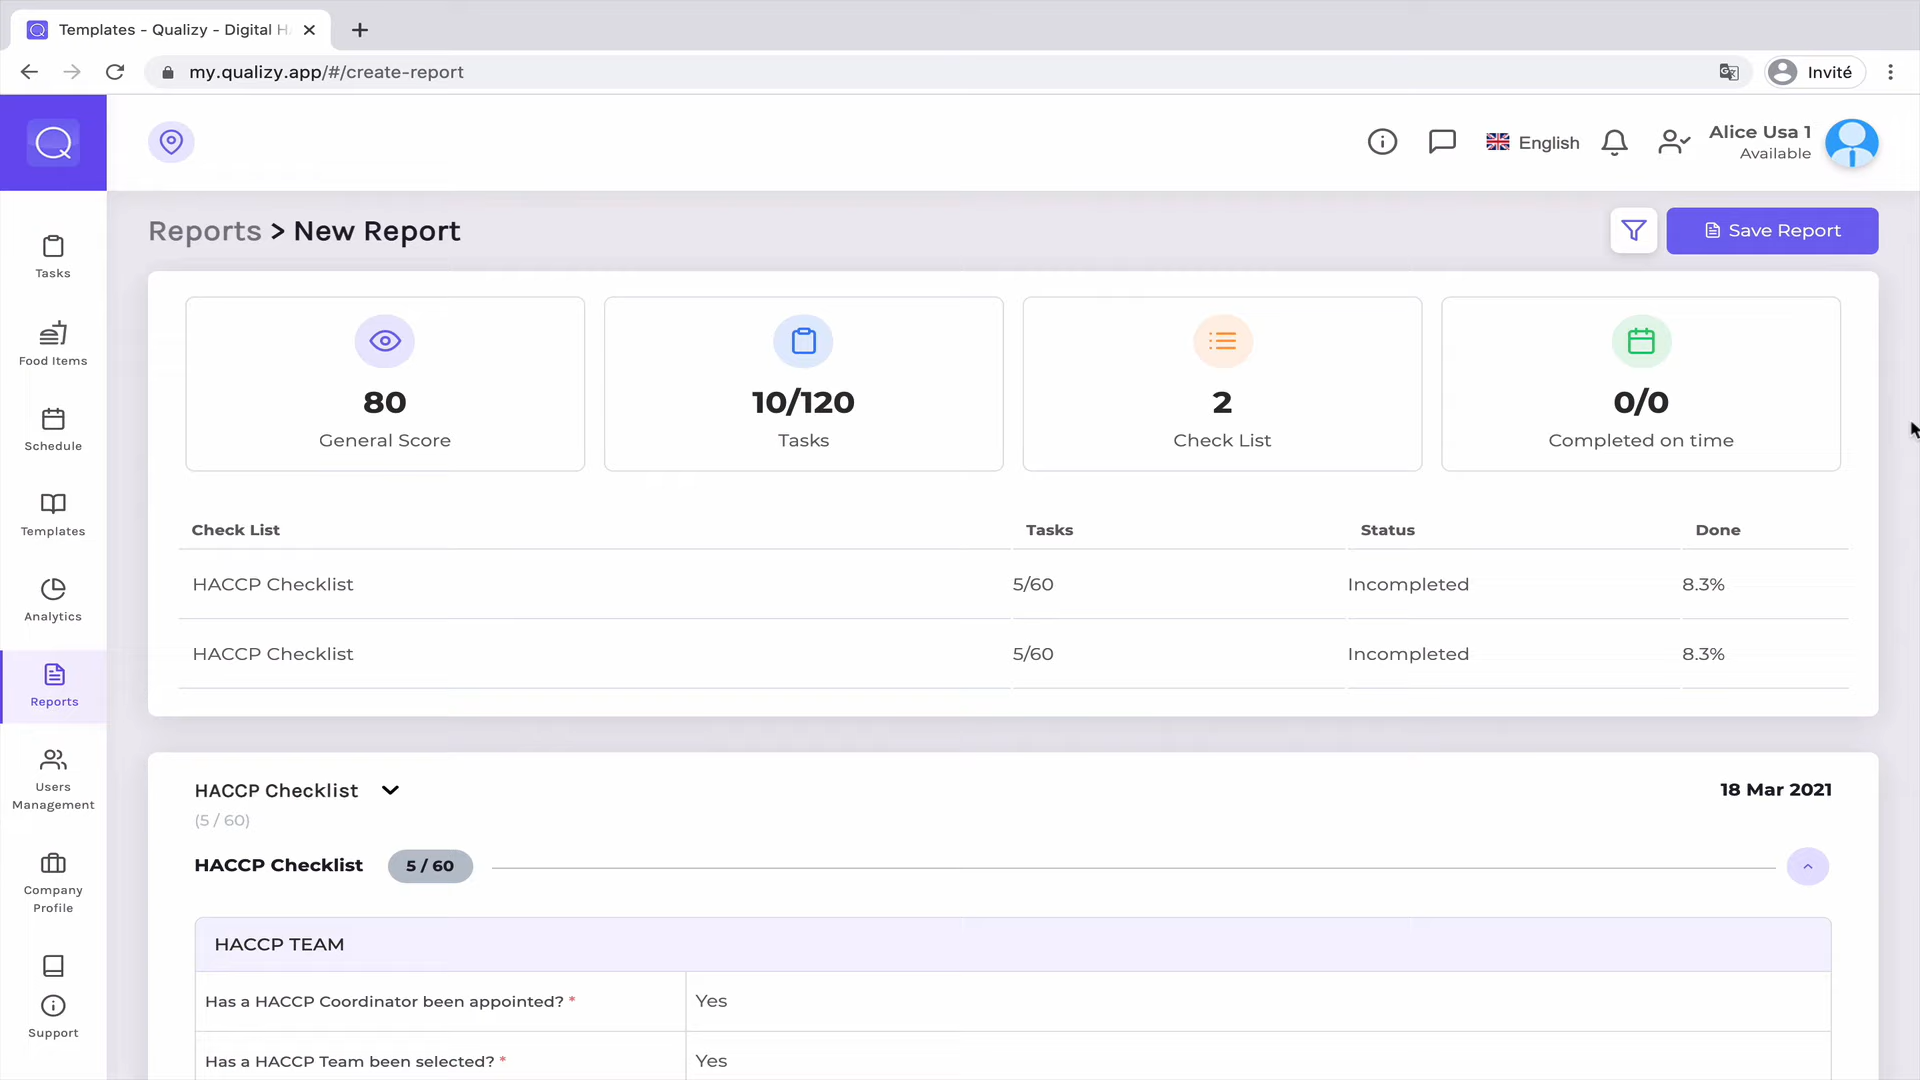 Templates - Qualizy - Digital H
my.qualizy.app/#/create-report
Invité
English
Alice Usa 1
Available
Reports > New Report
Save Report
Tasks
Food Items
Schedule
Templates
Analytics
Reports
Users
Management
Company
Profile
Support
80
General Score
10/120
Tasks
2
Check List
0/0
Completed on time
Check List Tasks Status Done
HACCP Checklist 5/60 Incompleted 8.3%
HACCP Checklist 5/60 Incompleted 8.3%
HACCP Checklist 18 Mar 2021
(5 / 60)
HACCP Checklist 5 / 60
HACCP TEAM
Has a HACCP Coordinator been appointed? * Yes
Has a HACCP Team been selected? * Yes